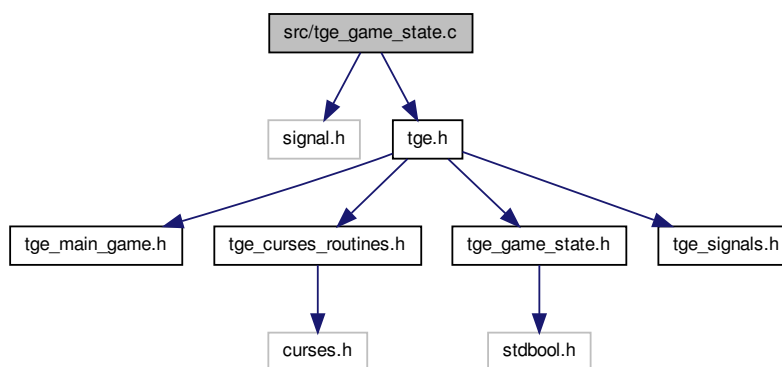 src/tge_game_state.c
signal.h
tge.h
tge_main_game.h
tge_curses_routines.h
tge_game_state.h
tge_signals.h
curses.h
stdbool.h